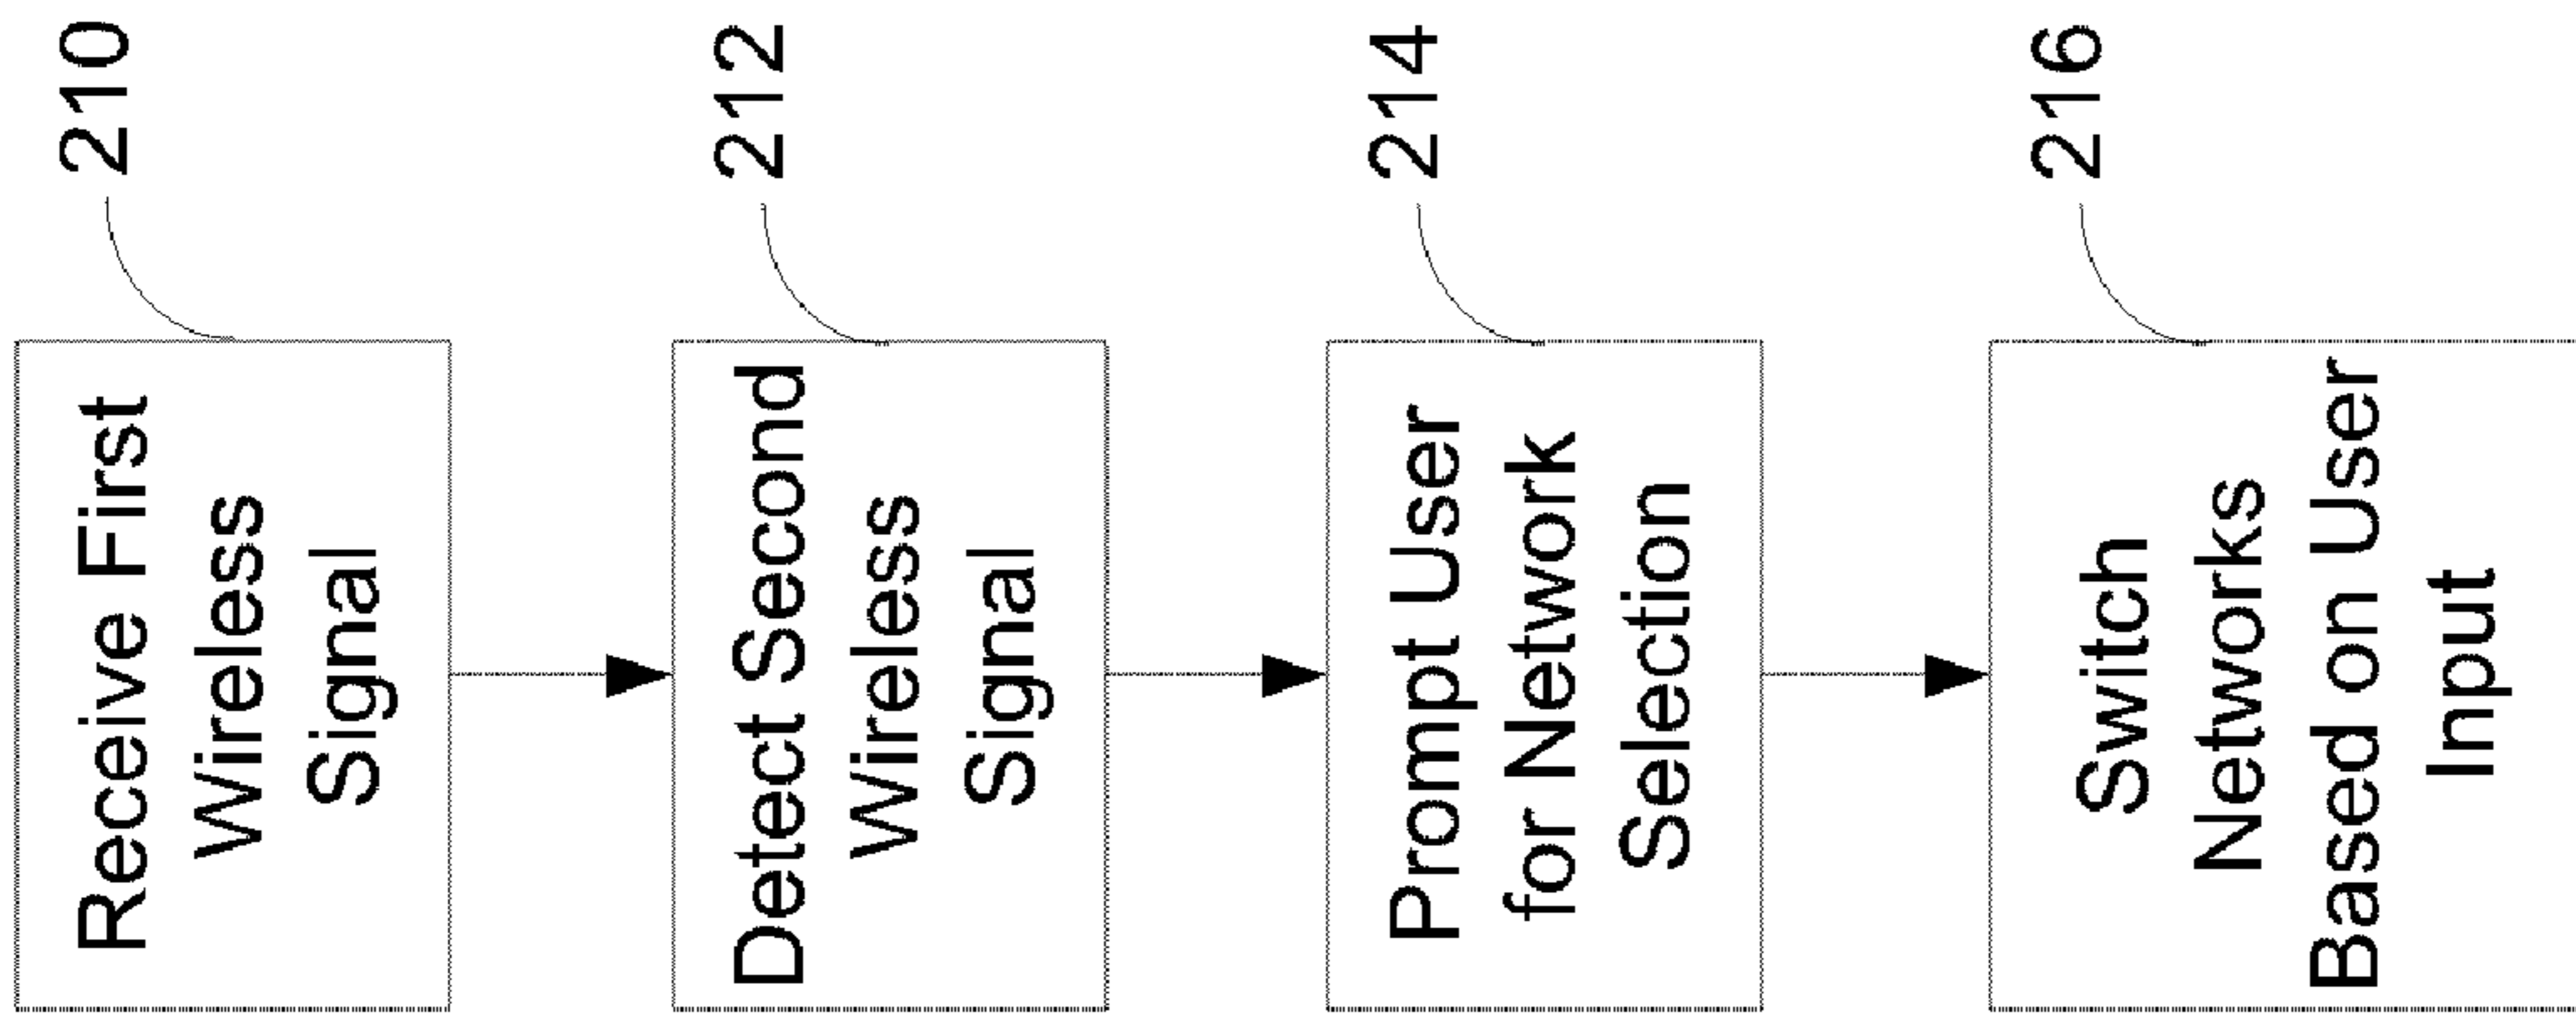 Receive First
Wireless
Signal
210
Detect Second
Wireless
Signal
212
Prompt User
for Network
Selection
214
Switch
Networks
Based on User
Input
216